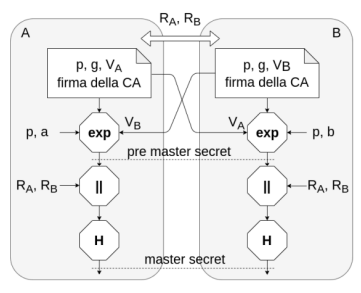 R_A, R_B
A
B
p, g, V_A
firma della CA
p, g, VB
firma della CA
p, a
exp
V_B
V_A
exp
p, b
pre master secret
R_A, R_B
||
||
R_A, R_B
H
H
master secret